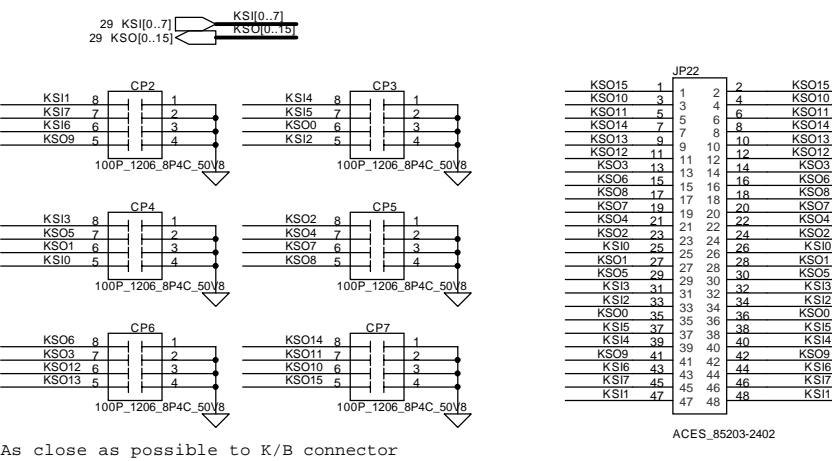 29 KSI[0..7] KSI[0..7]
29 KSO[0..15] KSO[0..15]
CP2
KSI1 8 1
KSI7 7 2
KSI6 6 3
KSO9 5 4
100P_1206_8P4C_50V8
CP3
KSI4 8 1
KSI5 7 2
KSO0 6 3
KSI2 5 4
100P_1206_8P4C_50V8
CP4
KSI3 8 1
KSO5 7 2
KSO1 6 3
KSI0 5 4
100P_1206_8P4C_50V8
CP5
KSO2 8 1
KSO4 7 2
KSO7 6 3
KSO8 5 4
100P_1206_8P4C_50V8
CP6
KSO6 8 1
KSO3 7 2
KSO12 6 3
KSO13 5 4
100P_1206_8P4C_50V8
CP7
KSO14 8 1
KSO11 7 2
KSO10 6 3
KSO15 5 4
100P_1206_8P4C_50V8
As close as possible to K/B connector
JP22
KSO15 1 1 2 2 KSO15
KSO10 3 3 4 4 KSO10
KSO11 5 5 6 6 KSO11
KSO14 7 7 8 8 KSO14
KSO13 9 9 10 10 KSO13
KSO12 11 11 12 12 KSO12
KSO3 13 13 14 14 KSO3
KSO6 15 15 16 16 KSO6
KSO8 17 17 18 18 KSO8
KSO7 19 19 20 20 KSO7
KSO4 21 21 22 22 KSO4
KSO2 23 23 24 24 KSO2
KSI0 25 25 26 26 KSI0
KSO1 27 27 28 28 KSO1
KSO5 29 29 30 30 KSO5
KSI3 31 31 32 32 KSI3
KSI2 33 33 34 34 KSI2
KSO0 35 35 36 36 KSO0
KSI5 37 37 38 38 KSI5
KSI4 39 39 40 40 KSI4
KSO9 41 41 42 42 KSO9
KSI6 43 43 44 44 KSI6
KSI7 45 45 46 46 KSI7
KSI1 47 47 48 48 KSI1
ACES_85203-2402